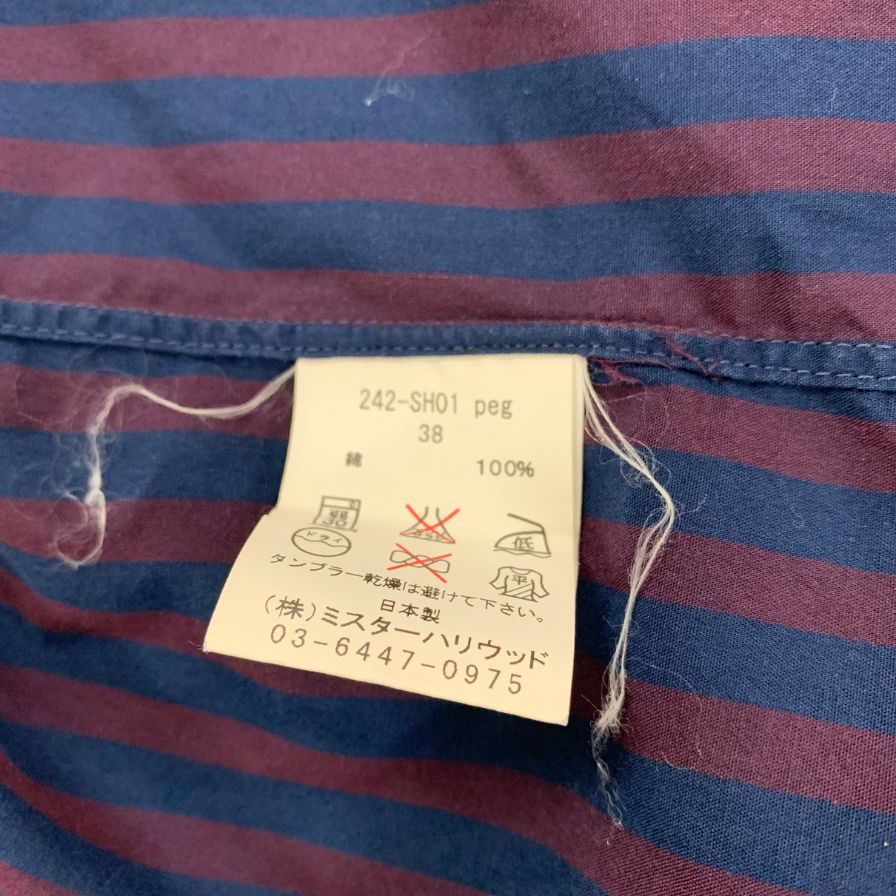 242-SH01 peg
38
綿 100%
30
ドライ
低
平
タンブラー乾燥は避けて下さい。
日本製
(株)ミスターハリウッド
03-6447-0975